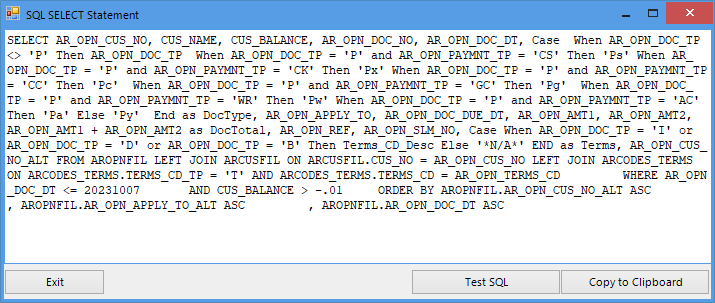 SQL SELECT Statement
SELECT AR_OPN_CUS_NO, CUS_NAME, CUS_BALANCE, AR_OPN_DOC_NO, AR_OPN_DOC_DT, Case  When AR_OPN_DOC_TP
<> 'P' Then AR_OPN_DOC_TP  When AR_OPN_DOC_TP = 'P' and AR_OPN_PAYMNT_TP = 'CS' Then 'Ps' When AR_
OPN_DOC_TP = 'P' and AR_OPN_PAYMNT_TP = 'CK' Then 'Px' When AR_OPN_DOC_TP = 'P' and AR_OPN_PAYMNT_TP
= 'CC' Then 'Pc'  When AR_OPN_DOC_TP = 'P' and AR_OPN_PAYMNT_TP = 'GC' Then 'Pg'  When AR_OPN_DOC_
TP = 'P' and AR_OPN_PAYMNT_TP = 'WR' Then 'Pw' When AR_OPN_DOC_TP = 'P' and AR_OPN_PAYMNT_TP = 'AC'
Then 'Pa' Else 'Py'  End as DocType, AR_OPN_APPLY_TO, AR_OPN_DOC_DUE_DT, AR_OPN_AMT1, AR_OPN_AMT2,
AR_OPN_AMT1 + AR_OPN_AMT2 as DocTotal, AR_OPN_REF, AR_OPN_SLM_NO, Case When AR_OPN_DOC_TP = 'I' or
AR_OPN_DOC_TP = 'D' or AR_OPN_DOC_TP = 'B' Then Terms_CD_Desc Else '*N/A*' END as Terms, AR_OPN_CUS_
NO_ALT FROM AROPNFIL LEFT JOIN ARCUSFIL ON ARCUSFIL.CUS_NO = AR_OPN_CUS_NO LEFT JOIN ARCODES_TERMS
ON ARCODES_TERMS.TERMS_CD_TP = 'T' AND ARCODES_TERMS.TERMS_CD = AR_OPN_TERMS_CD        WHERE AR_OPN
_DOC_DT <= 20231007      AND CUS_BALANCE > -.01     ORDER BY AROPNFIL.AR_OPN_CUS_NO_ALT ASC
, AROPNFIL.AR_OPN_APPLY_TO_ALT ASC        , AROPNFIL.AR_OPN_DOC_DT ASC
Exit
Test SQL
Copy to Clipboard